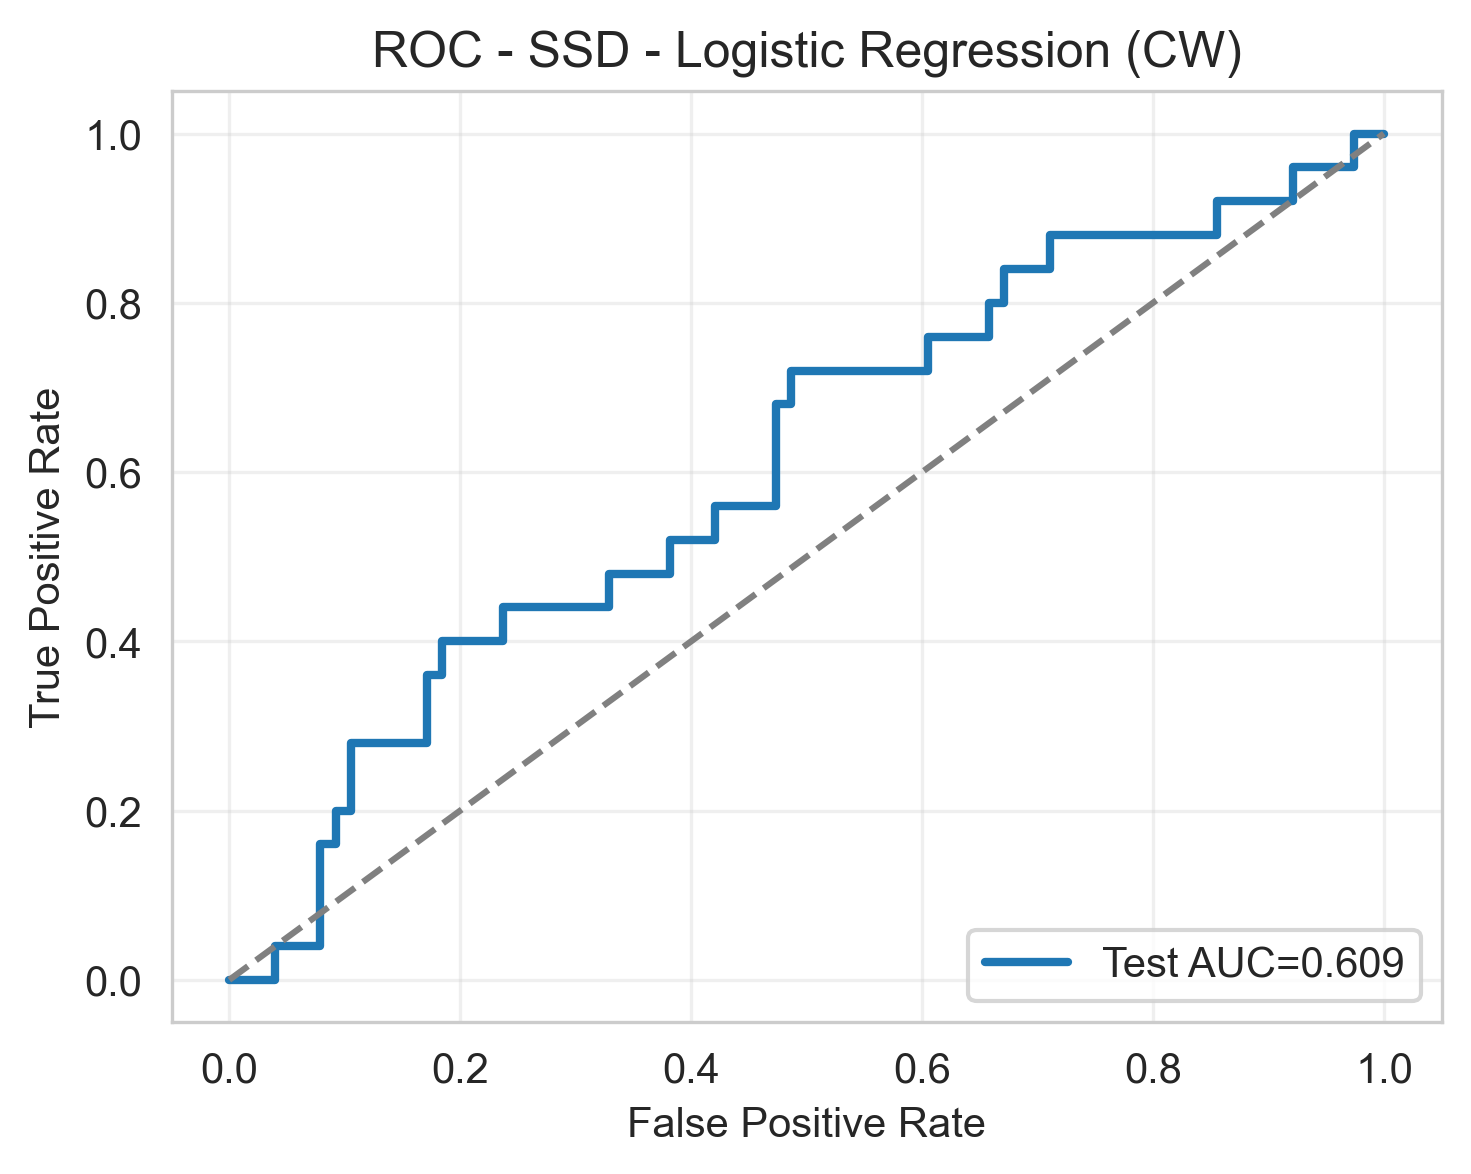 ROC - SSD - Logistic Regression (CW)
True Positive Rate
1.0
0.8
0.6
0.4
0.2
0.0
Test AUC=0.609
0.0 0.2 0.4 0.6 0.8 1.0
False Positive Rate